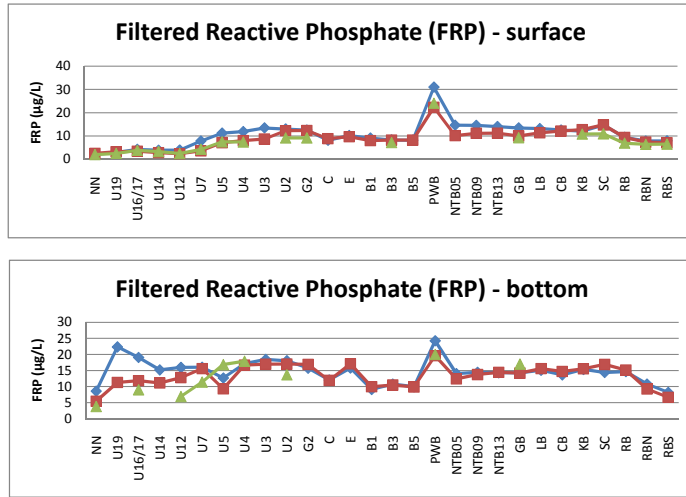 Filtered Reactive Phosphate (FRP) - surface
FRP (µg/L)
40
30
20
10
0
NN U19 U16/17 U14 U12 U7 U5 U4 U3 U2 G2 C E B1 B3 B5 PWB NTB05 NTB09 NTB13 GB LB CB KB SC RB RBN RBS
Filtered Reactive Phosphate (FRP) - bottom
FRP (µg/L)
30
25
20
15
10
5
0
NN U19 U16/17 U14 U12 U7 U5 U4 U3 U2 G2 C E B1 B3 B5 PWB NTB05 NTB09 NTB13 GB LB CB KB SC RB RBN RBS